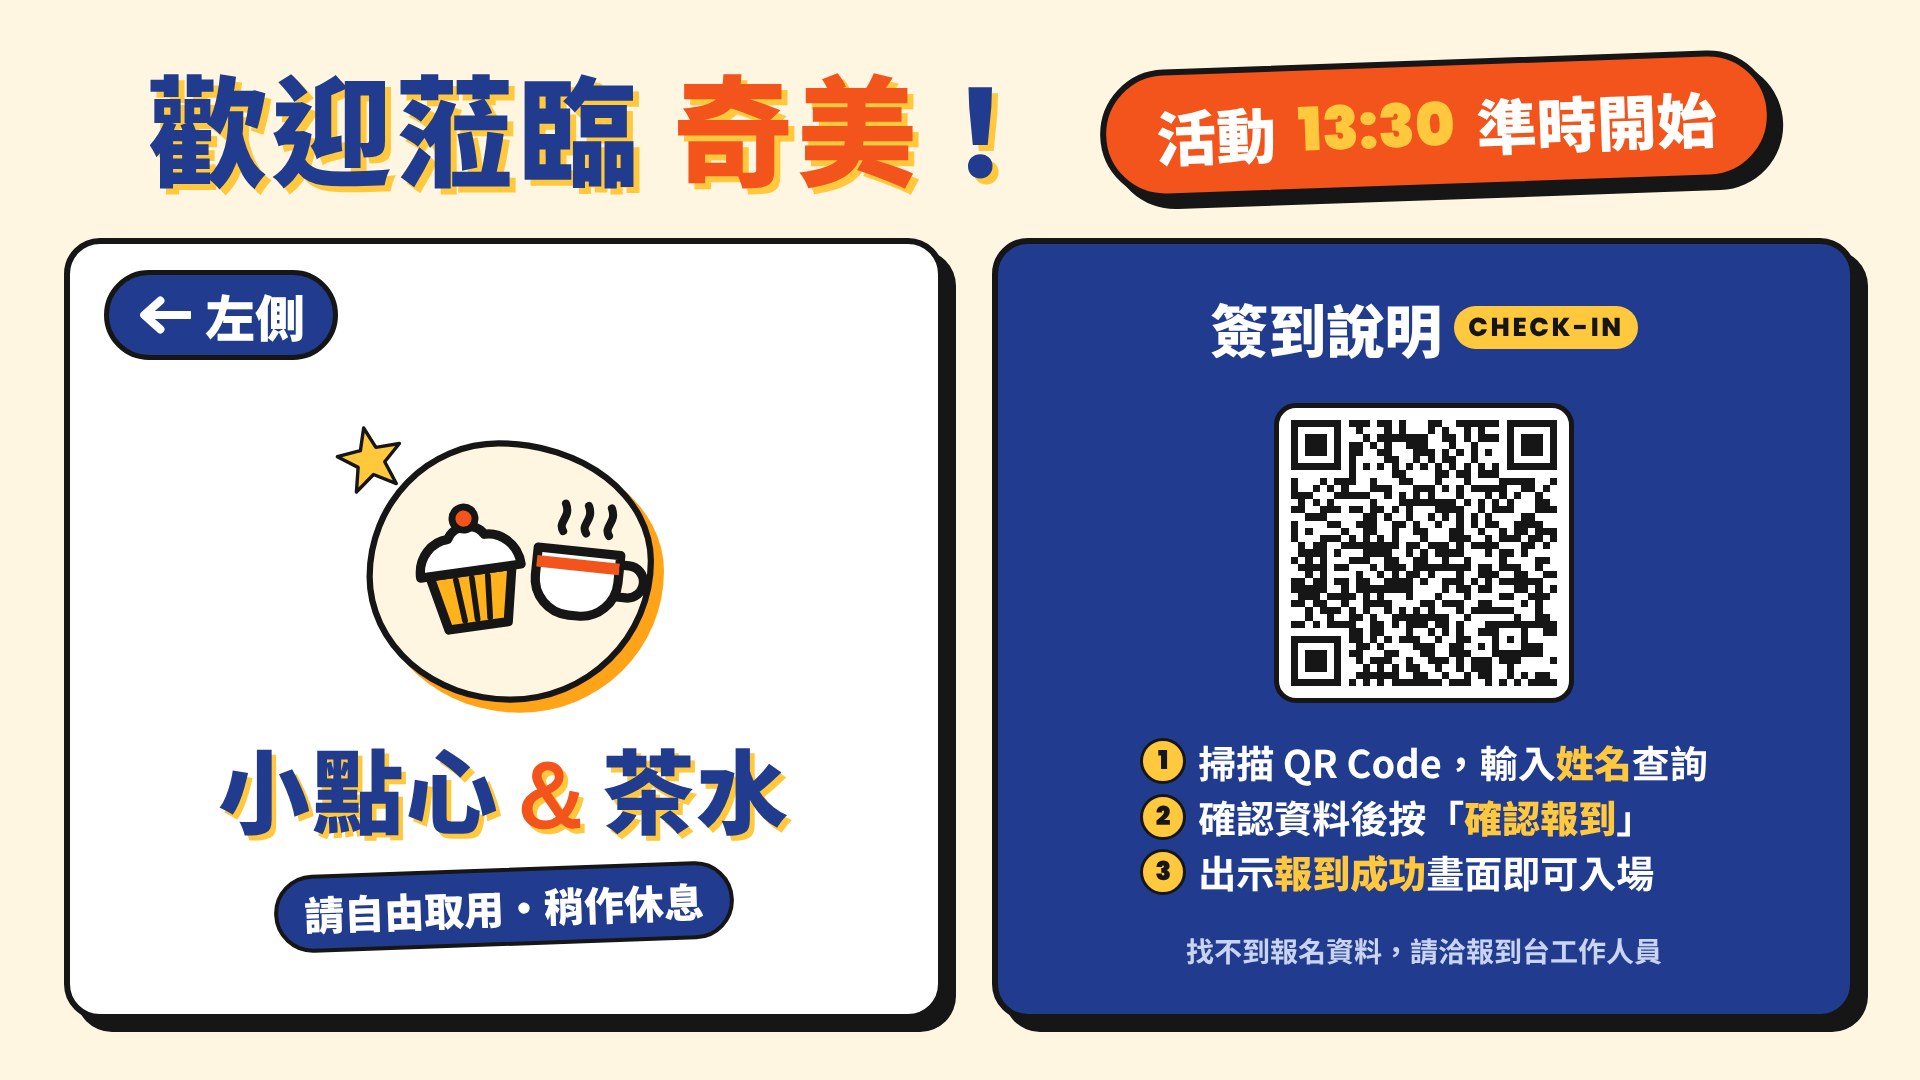 歡迎蒞臨 奇美！
活動 13:30 準時開始
← 左側
小點心 & 茶水
請自由取用・稍作休息
簽到說明 CHECK-IN
1 掃描 QR Code，輸入姓名查詢
2 確認資料後按「確認報到」
3 出示報到成功畫面即可入場
找不到報名資料，請洽報到台工作人員